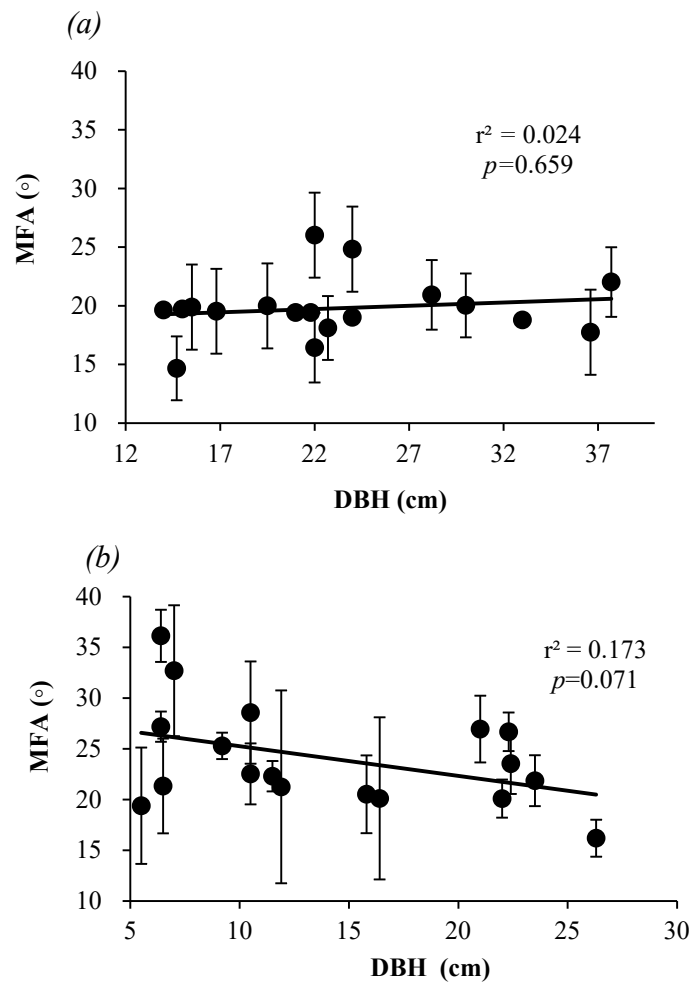 (a)
40
35
30
25
20
15
10
MFA (°)
r² = 0.024
p=0.659
12 17 22 27 32 37
DBH (cm)
(b)
40
35
30
25
20
15
10
MFA (°)
r² = 0.173
p=0.071
5 10 15 20 25 30
DBH (cm)